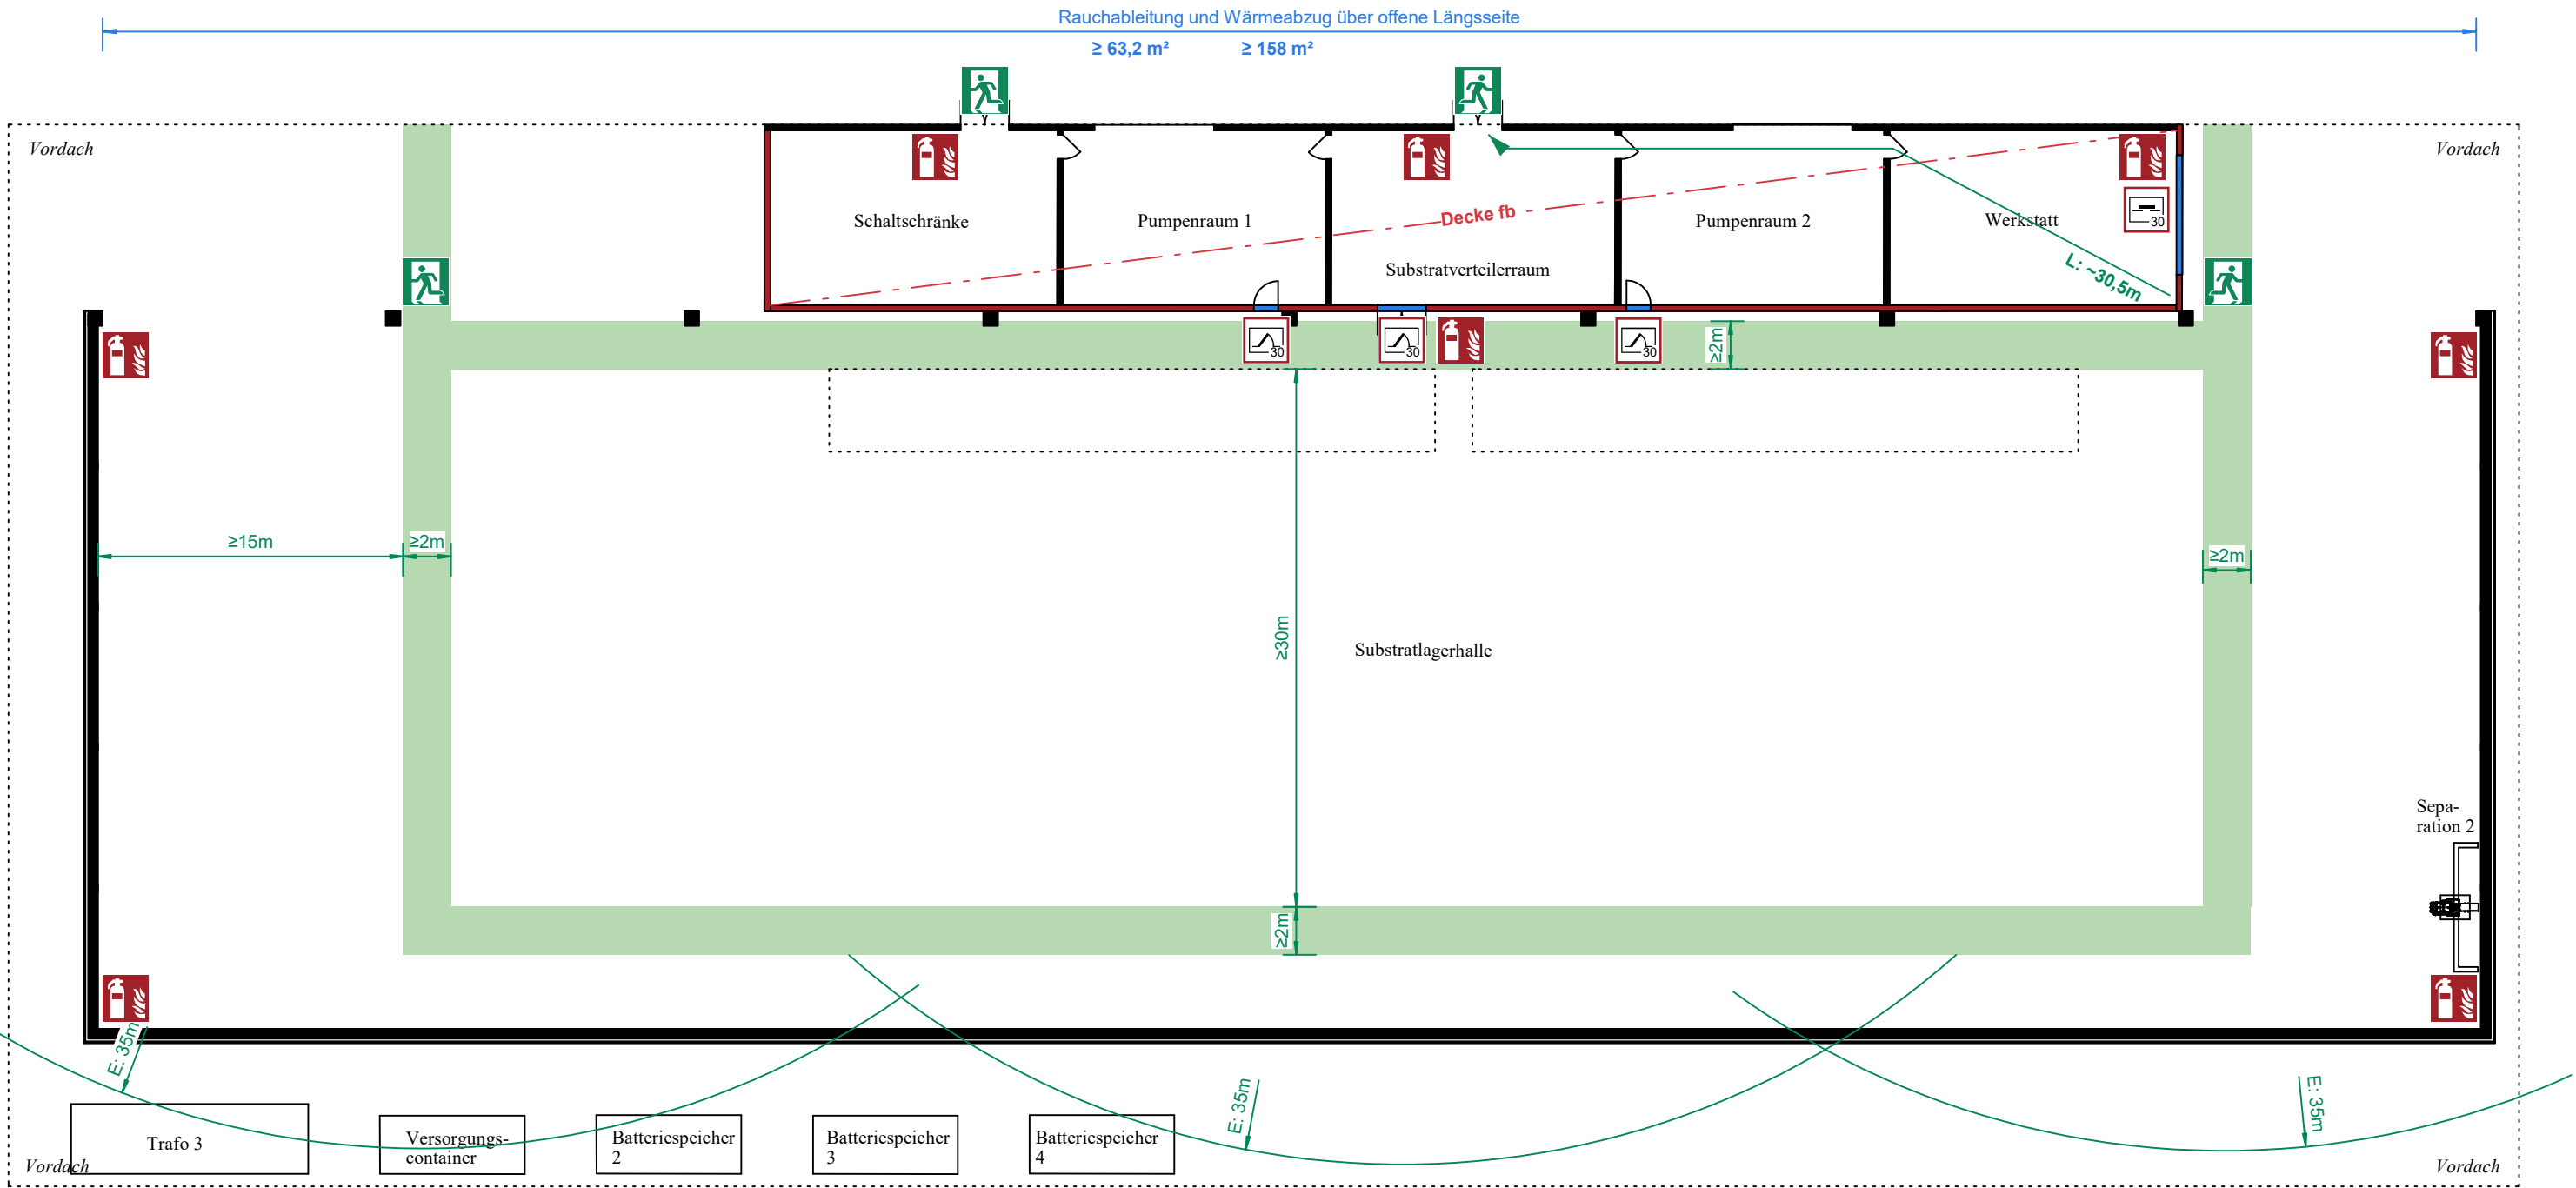 Rauchableitung und Wärmeabzug über offene Längsseite
≥ 63,2 m² ≥ 158 m²
Vordach
Vordach
Schaltschränke
Pumpenraum 1
Decke fb
Substratverteilerraum
Pumpenraum 2
Werkstatt
30
L: ~30,5m
30
30
30
≥2m
≥15m
≥2m
≥2m
≥30m
Substratlagerhalle
Sepa-
ration 2
≥2m
E: 35m
E: 35m
E: 35m
Trafo 3
Versorgungs-
container
Batteriespeicher
2
Batteriespeicher
3
Batteriespeicher
4
Vordach
Vordach